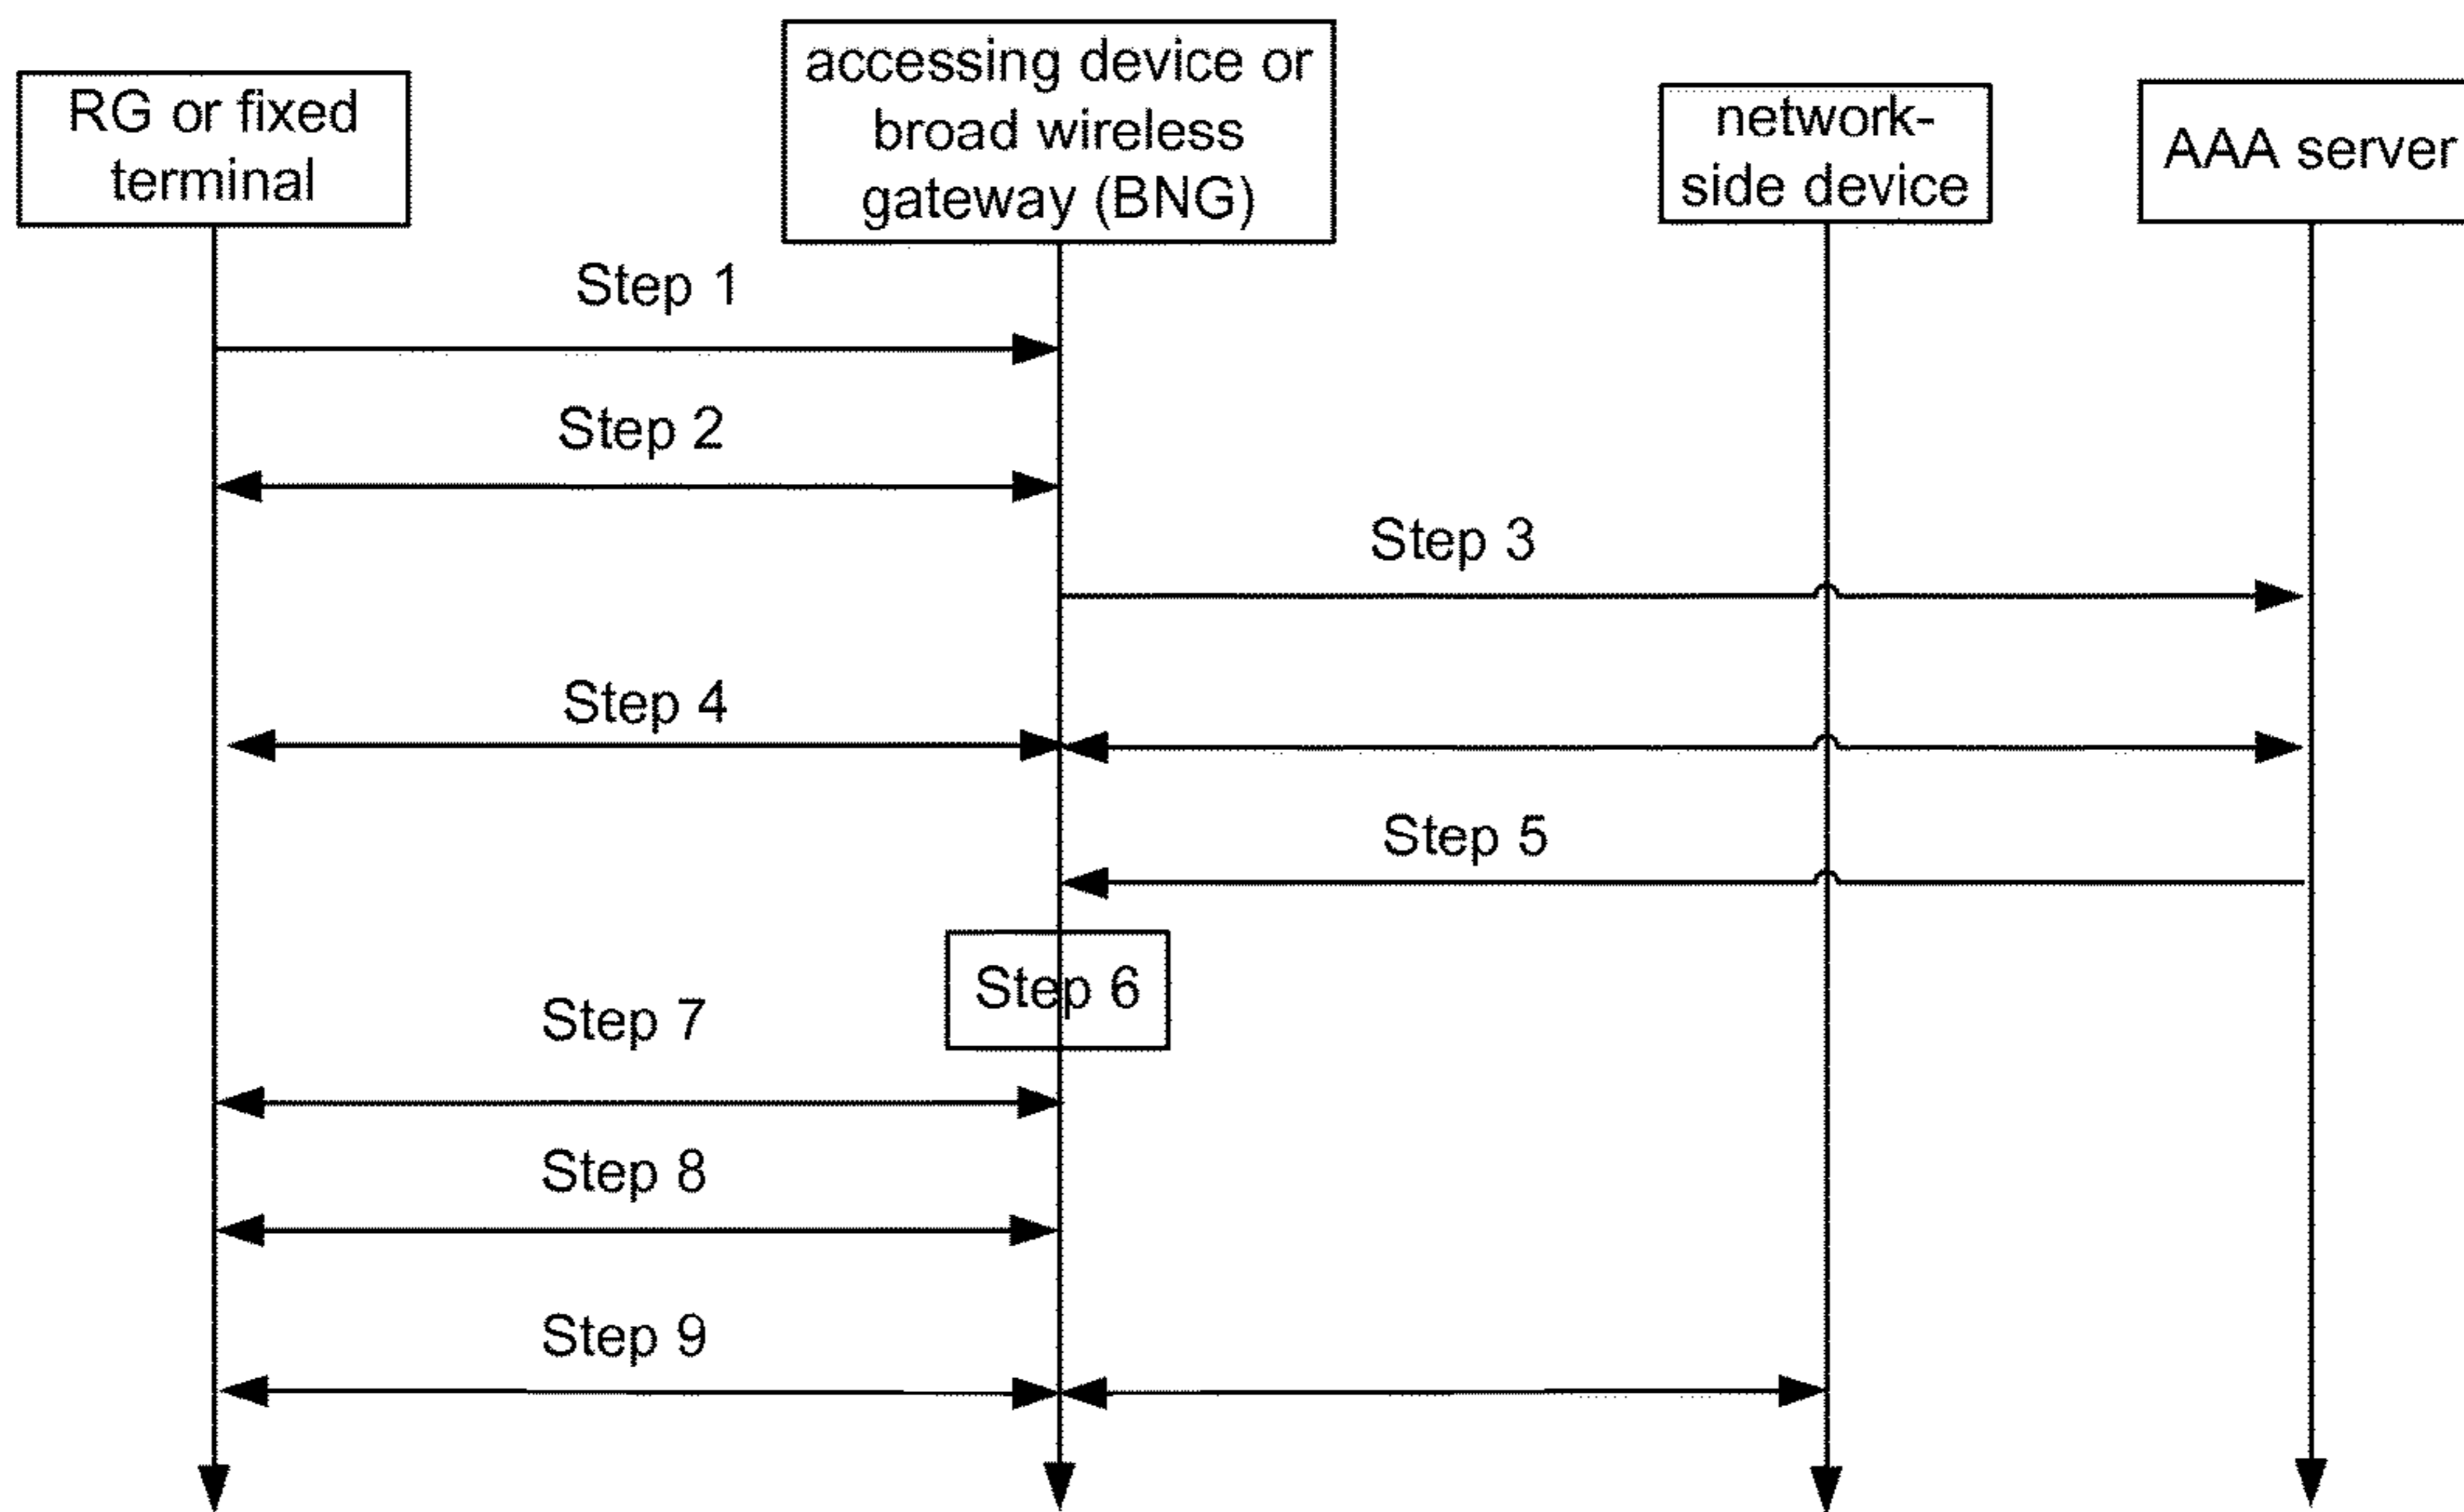 RG or fixed
terminal
accessing device or
broad wireless
gateway (BNG)
network-
side device
AAA server
Step 1
Step 2
Step 3
Step 4
Step 5
Step 6
Step 7
Step 8
Step 9